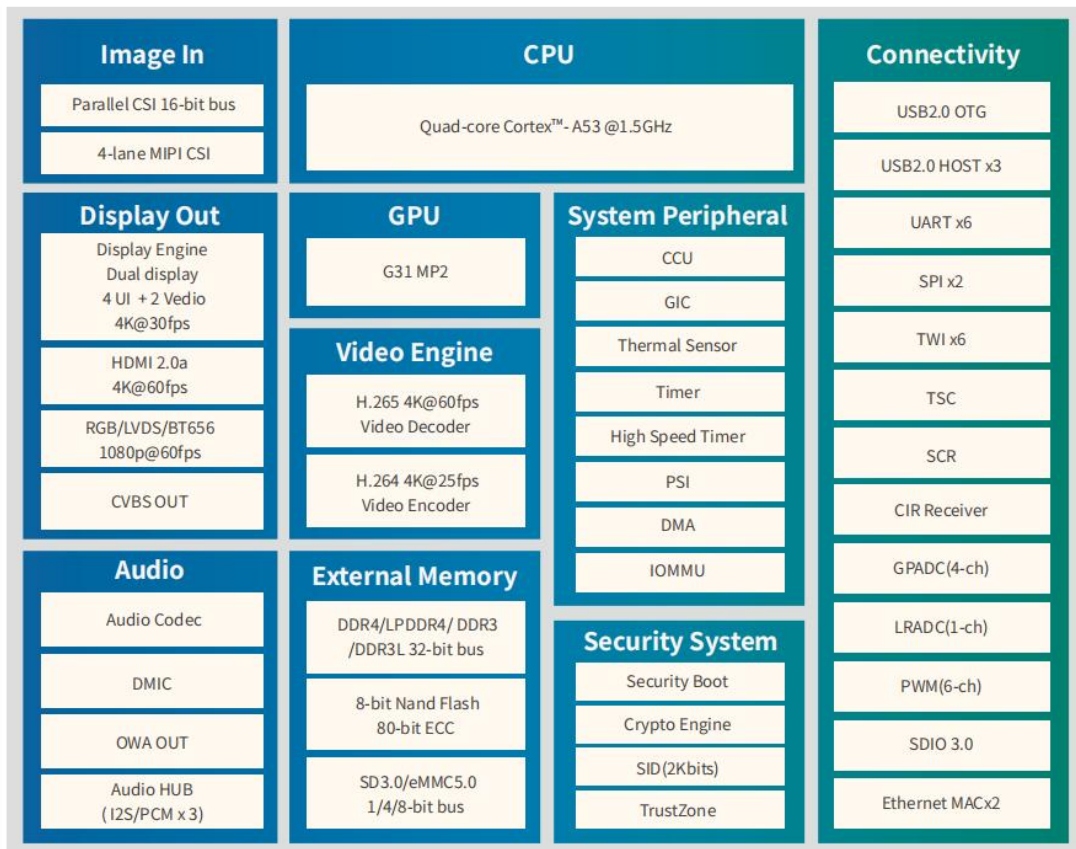 Image In
Parallel CSI 16-bit bus
4-lane MIPI CSI
CPU
Quad-core Cortex™- A53 @1.5GHz
Connectivity
USB2.0 OTG
USB2.0 HOST x3
UART x6
SPI x2
TWI x6
TSC
SCR
CIR Receiver
GPADC(4-ch)
LRADC(1-ch)
PWM(6-ch)
SDIO 3.0
Ethernet MACx2
Display Out
Display Engine
Dual display
4 UI + 2 Vedio
4K@30fps
HDMI 2.0a
4K@60fps
RGB/LVDS/BT656
1080p@60fps
CVBS OUT
GPU
G31 MP2
Video Engine
H.265 4K@60fps
Video Decoder
H.264 4K@25fps
Video Encoder
System Peripheral
CCU
GIC
Thermal Sensor
Timer
High Speed Timer
PSI
DMA
IOMMU
Audio
Audio Codec
DMIC
OWA OUT
Audio HUB
( I2S/PCM x 3)
External Memory
DDR4/LPDDR4/ DDR3
/DDR3L 32-bit bus
8-bit Nand Flash
80-bit ECC
SD3.0/eMMC5.0
1/4/8-bit bus
Security System
Security Boot
Crypto Engine
SID(2Kbits)
TrustZone